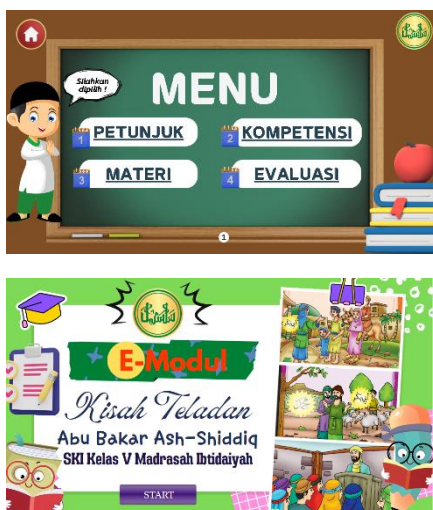 Silahkan
dipilih !
MENU
1 PETUNJUK
2 KOMPETENSI
3 MATERI
4 EVALUASI
1
E-Modul
Kisah Teladan
Abu Bakar Ash-Shiddiq
SKI Kelas V Madrasah Ibtidaiyah
START